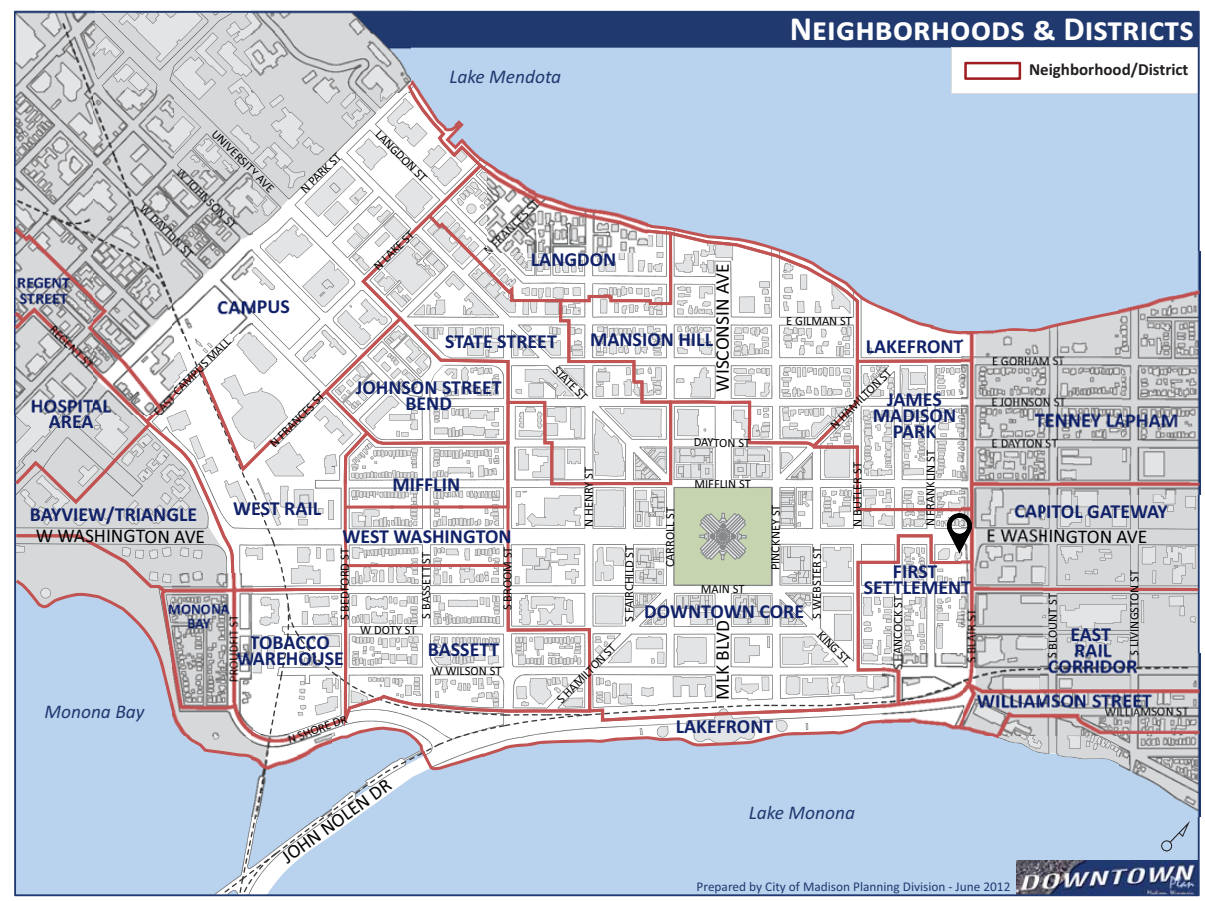 NEIGHBORHOODS & DISTRICTS
Neighborhood/District
Lake Mendota
LANGDON ST
UNIVERSITY AVE
N PARK ST
W JOHNSON ST
W DAYTON ST
N FRANCES ST
N LAKE ST
LANGDON
WISCONSIN AVE
REGENT
STREET
CAMPUS
E GILMAN ST
REGENT ST
EAST CAMPUS MALL
STATE STREET
MANSION HILL
LAKEFRONT
E GORHAM ST
STATE ST
JOHNSON STREET
BEND
N HAMILTON ST
JAMES
MADISON
PARK
E JOHNSON ST
TENNEY LAPHAM
HOSPITAL
AREA
N FRANCES ST
DAYTON ST
E DAYTON ST
MIFFLIN
MIFFLIN ST
N HENRY ST
N BUTLER ST
N FRANKLIN ST
WEST RAIL
BAYVIEW/TRIANGLE
W WASHINGTON AVE
CAPITOL GATEWAY
E WASHINGTON AVE
WEST WASHINGTON
CARROLL ST
PINCKNEY ST
S BEDFORD ST
S BASSETT ST
S BROOM ST
S FAIRCHILD ST
S WEBSTER ST
FIRST
SETTLEMENT
MAIN ST
MONONA
BAY
PROUDFIT ST
DOWNTOWN CORE
S HANCOCK ST
S BLAIR ST
S BLOUNT ST
S LIVINGSTON ST
W DOTY ST
TOBACCO
WAREHOUSE
BASSETT
MLK BLVD
KING ST
EAST
RAIL
CORRIDOR
W WILSON ST
S HAMILTON ST
WILLIAMSON STREET
WILLIAMSON ST
Monona Bay
N SHORE DR
LAKEFRONT
JOHN NOLEN DR
Lake Monona
Prepared by City of Madison Planning Division - June 2012
DOWNTOWN
Plan
Madison Wisconsin